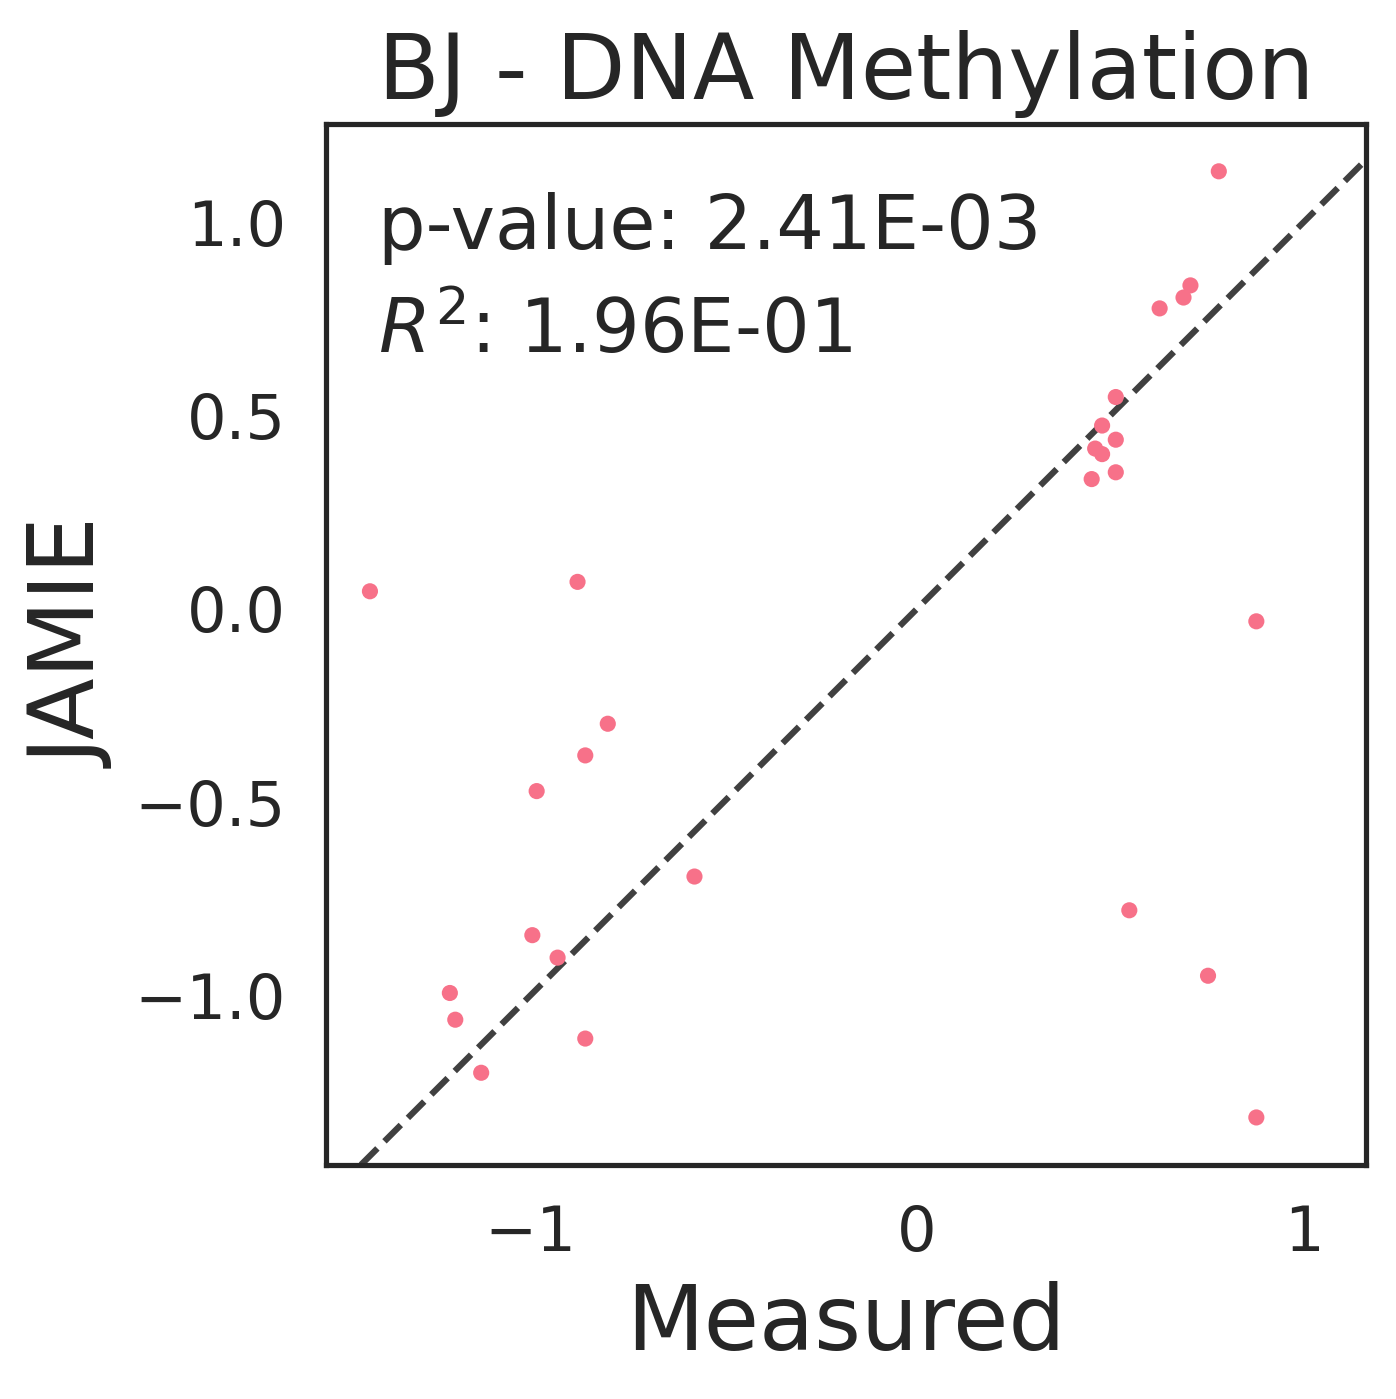 BJ - DNA Methylation
p-value: 2.41E-03
R²: 1.96E-01
1.0
0.5
0.0
−0.5
−1.0
JAMIE
−1 0 1
Measured